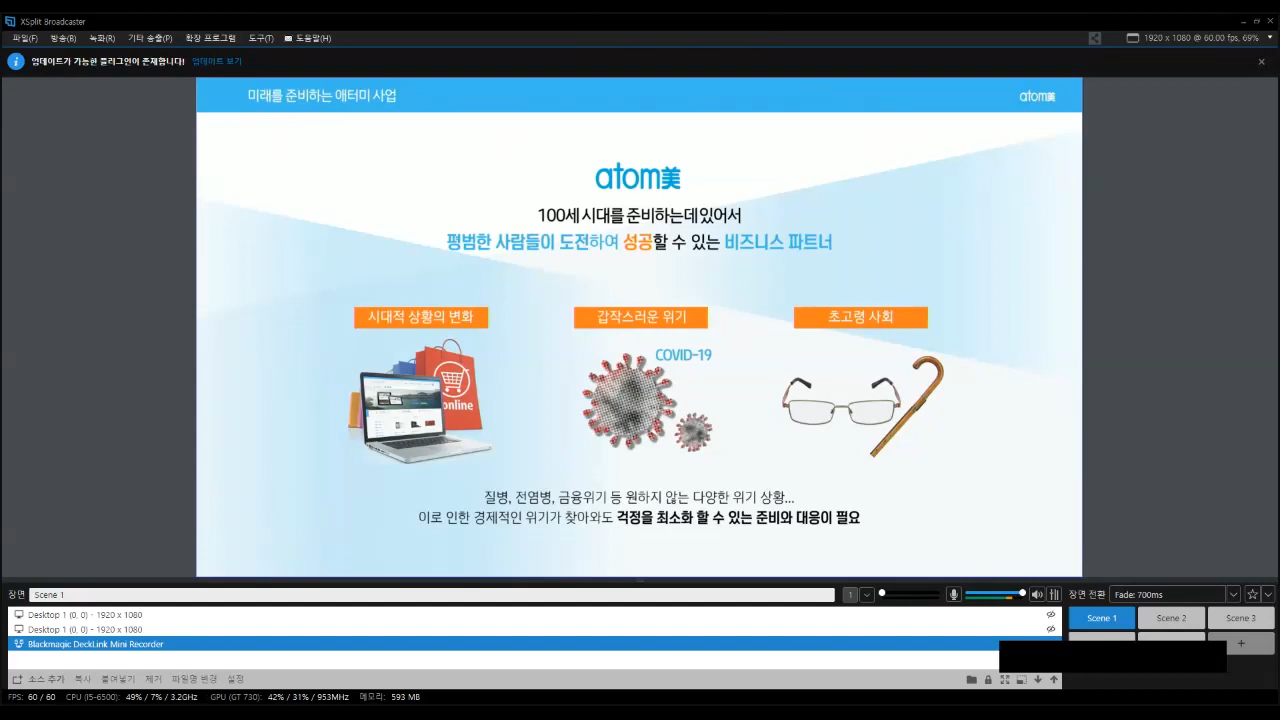 XSplit Broadcaster
파일(F) 방송(B) 녹화(R) 기타 송출(P) 확장 프로그램 도구(T) 도움말(H)
1920 x 1080 @ 60.00 fps, 69%
업데이트가 가능한 플러그인이 존재합니다! 업데이트 보기
미래를 준비하는 애터미 사업
atom美
atom美
100세 시대를 준비하는데있어서
평범한 사람들이 도전하여 성공할 수 있는 비즈니스 파트너
시대적 상황의 변화
갑작스러운 위기
초고령 사회
COVID-19
online
질병, 전염병, 금융위기 등 원하지 않는 다양한 위기 상황...
이로 인한 경제적인 위기가 찾아와도 걱정을 최소화 할 수 있는 준비와 대응이 필요
장면 Scene 1
1
장면 전환 Fade: 700ms
Desktop 1 (0, 0) - 1920 x 1080
Desktop 1 (0, 0) - 1920 x 1080
Blackmagic DeckLink Mini Recorder
Scene 1 Scene 2 Scene 3
소스 추가 복사 붙여넣기 제거 파일명 변경 설정
FPS: 60 / 60 CPU (I5-6500): 49% / 7% / 3.2GHz GPU (GT 730): 42% / 31% / 953MHz 메모리: 593 MB